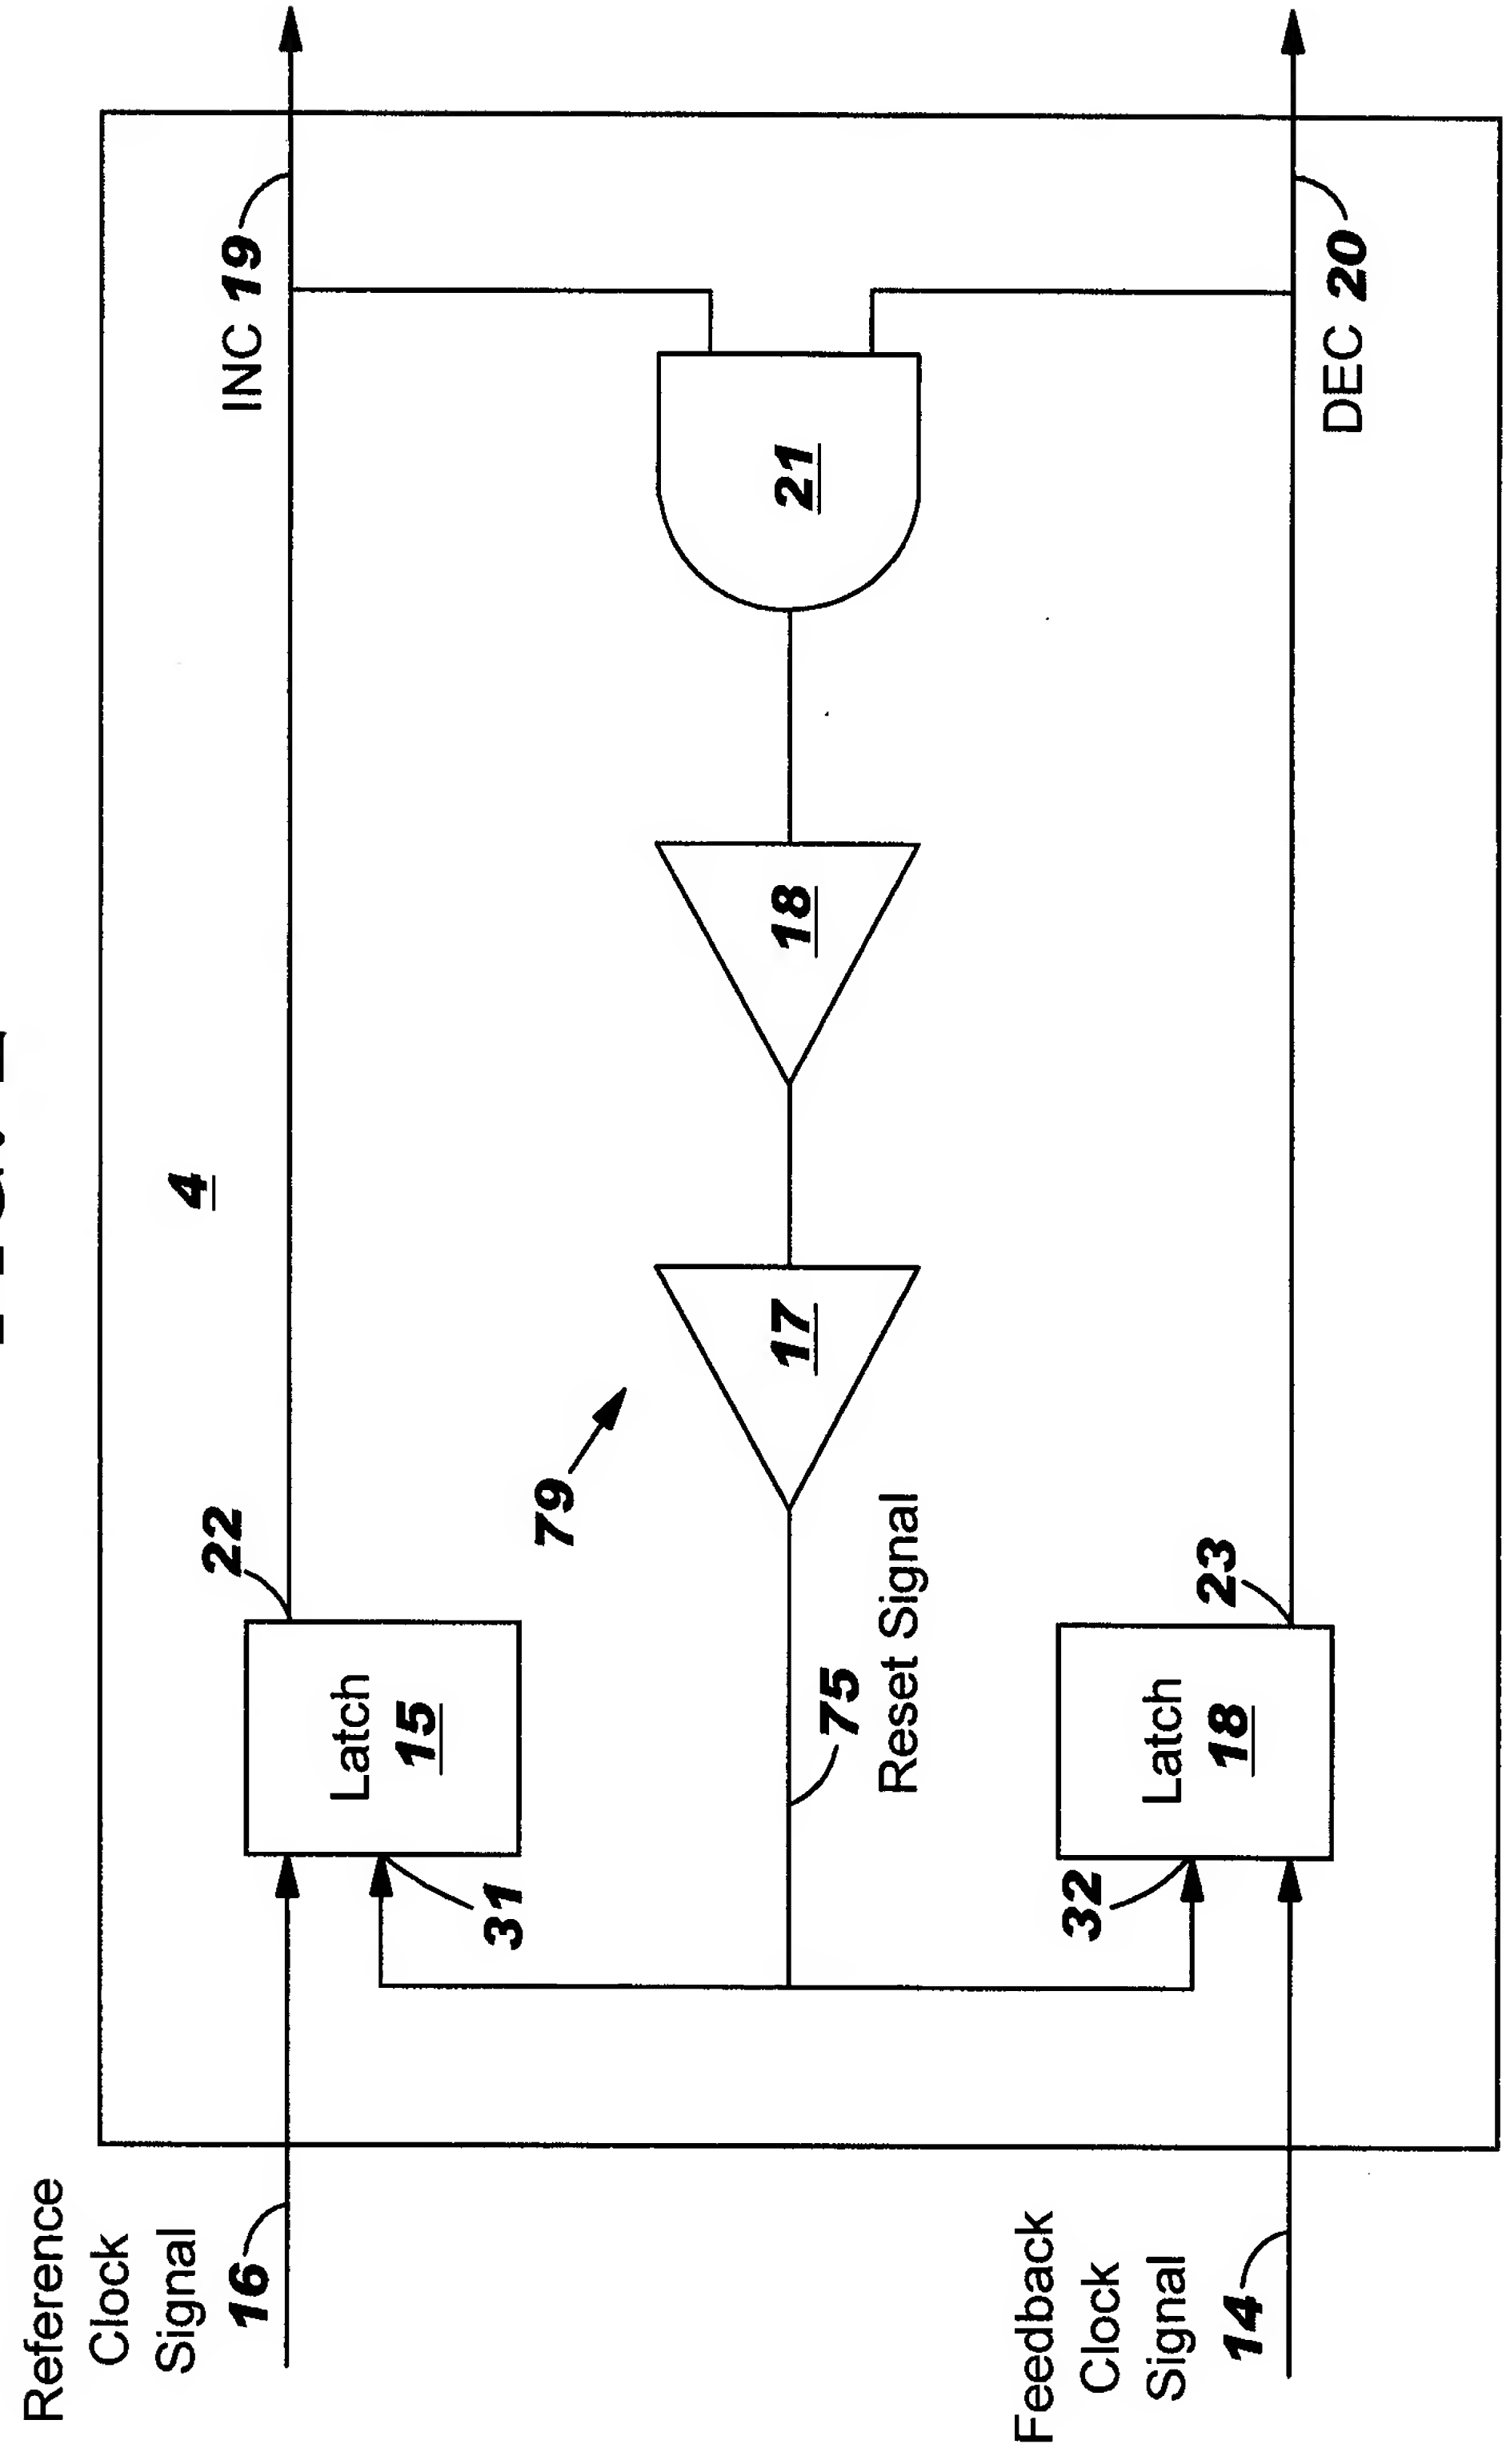 Reference
Clock
Signal
16
4
22
INC 19
Latch
15
31
79
17
18
21
75
Reset Signal
Feedback
Clock
Signal
14
32
Latch
18
23
DEC 20